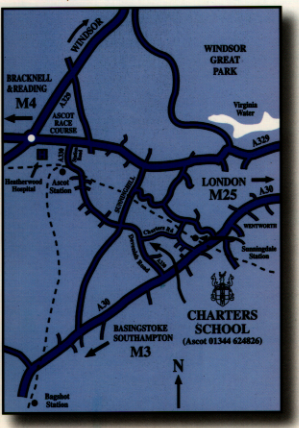 WINDSOR
WINDSOR
GREAT
PARK
BRACKNELL
&READING
M4
A329
ASCOT
RACE
COURSE
Virginia
Water
A329
A330
Heatherwood
Hospital
Ascot
Station
SUNNINGHILL
LONDON
M25
A30
WENTWORTH
Charters Rd
Devenish Road
Sunningdale
Station
A30
CHARTERS
SCHOOL
(Ascot 01344 624826)
BASINGSTOKE
SOUTHAMPTON
M3
N
Bagshot
Station